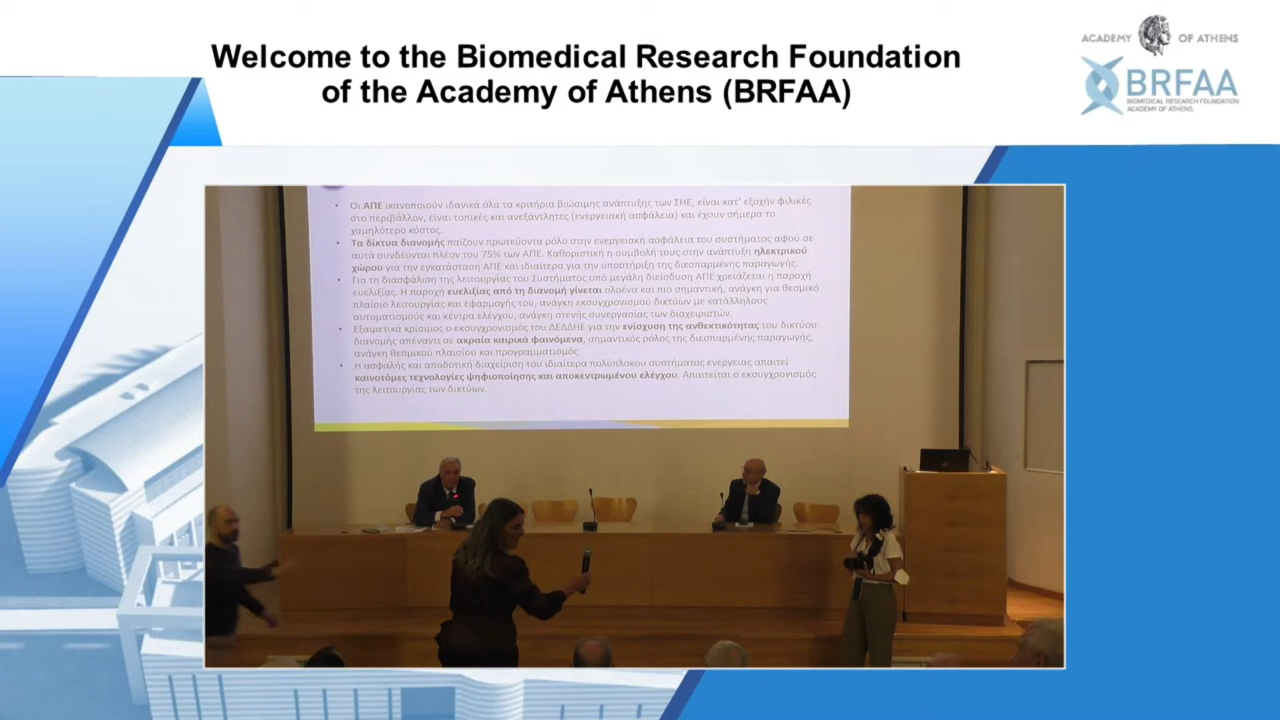 Welcome to the Biomedical Research Foundation
of the Academy of Athens (BRFAA)
ACADEMY OF ATHENS
BRFAA
BIOMEDICAL RESEARCH FOUNDATION
ACADEMY OF ATHENS
• Οι ΑΠΕ ικανοποιούν ιδανικά όλα τα κριτήρια βιώσιμης ανάπτυξης των ΣΗΕ, είναι κατ' εξοχήν φιλικές
στο περιβάλλον, είναι τοπικές και ανεξάντλητες (ενεργειακή ασφάλεια) και έχουν σήμερα το
χαμηλότερο κόστος.
• Τα δίκτυα διανομής παίζουν πρωτεύοντα ρόλο στην ενεργειακή ασφάλεια του συστήματος αφού σε
αυτά συνδέονται πλέον του 75% των ΑΠΕ. Καθοριστική η συμβολή τους στην ανάπτυξη ηλεκτρικού
χώρου για την εγκατάσταση ΑΠΕ και ιδιαίτερα για την υποστήριξη της διεσπαρμένης παραγωγής.
• Για τη διασφάλιση της λειτουργίας του Συστήματος υπό μεγάλη διείσδυση ΑΠΕ χρειάζεται η παροχή
ευελιξίας. Η παροχή ευελιξίας από τη διανομή γίνεται ολοένα και πιο σημαντική, ανάγκη για θεσμικό
πλαίσιο λειτουργίας και εφαρμογής του, ανάγκη εκσυγχρονισμού δικτύων με κατάλληλους
αυτοματισμούς και κέντρα ελέγχου, ανάγκη στενής συνεργασίας των διαχειριστών.
• Εξαιρετικά κρίσιμος ο εκσυγχρονισμός του ΔΕΔΔΗΕ για την ενίσχυση της ανθεκτικότητας του δικτύου
διανομής απέναντι σε ακραία καιρικά φαινόμενα, σημαντικός ρόλος της διεσπαρμένης παραγωγής,
ανάγκη θεσμικού πλαισίου και προγραμματισμός
• Η ασφαλής και αποδοτική διαχείριση του ιδιαίτερα πολύπλοκου συστήματος ενέργειας απαιτεί
καινοτόμες τεχνολογίες ψηφιοποίησης και αποκεντρωμένου ελέγχου. Απαιτείται ο εκσυγχρονισμός
της λειτουργίας των δικτύων.